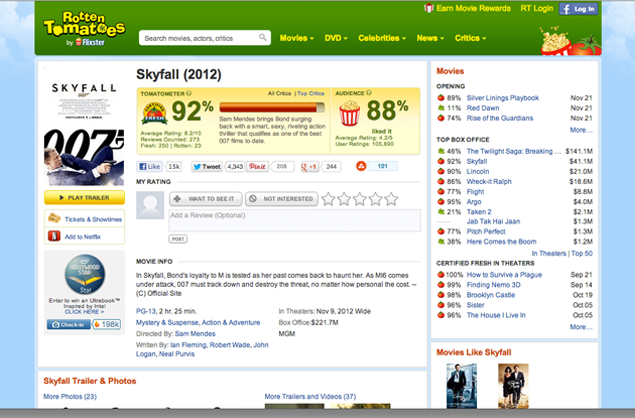 Rotten
Tomatoes
by Flixster
Search movies, actors, critics
Earn Movie Rewards RT Login f Log In
Movies DVD Celebrities News Critics
SKYFALL
007
PLAY TRAILER
Tickets & Showtimes
Add to Netflix
HOLLYWOOD
STAR
Enter to win an Ultrabook™
Inspired by Intel
CLICK HERE >
Check-in 198k
Skyfall (2012)
TOMATOMETER All Critics | Top Critics
FRESH
92%
Average Rating: 8.2/10
Reviews Counted: 273
Fresh: 250 | Rotten: 23
Sam Mendes brings Bond surging
back with a smart, sexy, riveting action
thriller that qualifies as one of the best
007 films to date.
AUDIENCE
88%
liked it
Average Rating: 4.2/5
User Ratings: 105,890
Like 15k Tweet 4,343 Pin it 208 +1 244 101
MY RATING
WANT TO SEE IT NOT INTERESTED
Add a Review (Optional)
POST
MOVIE INFO
In Skyfall, Bond's loyalty to M is tested as her past comes back to haunt her. As MI6 comes
under attack, 007 must track down and destroy the threat, no matter how personal the cost. --
(C) Official Site
PG-13, 2 hr. 25 min.
Mystery & Suspense, Action & Adventure
Directed By: Sam Mendes
Written By: Ian Fleming, Robert Wade, John
Logan, Neal Purvis
In Theaters: Nov 9, 2012 Wide
Box Office: $221.7M
MGM
Skyfall Trailer & Photos
More Photos (23)
More Trailers and Videos (37)
Movies
OPENING
89% Silver Linings Playbook Nov 21
11% Red Dawn Nov 21
74% Rise of the Guardians Nov 21
More...
TOP BOX OFFICE
46% The Twilight Saga: Breaking ... $141.1M
92% Skyfall $41.1M
90% Lincoln $21.0M
86% Wreck-it Ralph $18.6M
77% Flight $8.8M
95% Argo $4.0M
21% Taken 2 $2.1M
---- Jab Tak Hai Jaan $1.3M
77% Pitch Perfect $1.3M
38% Here Comes the Boom $1.2M
In Theaters | Top 50
CERTIFIED FRESH IN THEATERS
100% How to Survive a Plague Sep 21
99% Finding Nemo 3D Sep 14
98% Brooklyn Castle Oct 19
96% Sister Oct 05
96% The House I Live In Oct 05
More...
Movies Like Skyfall